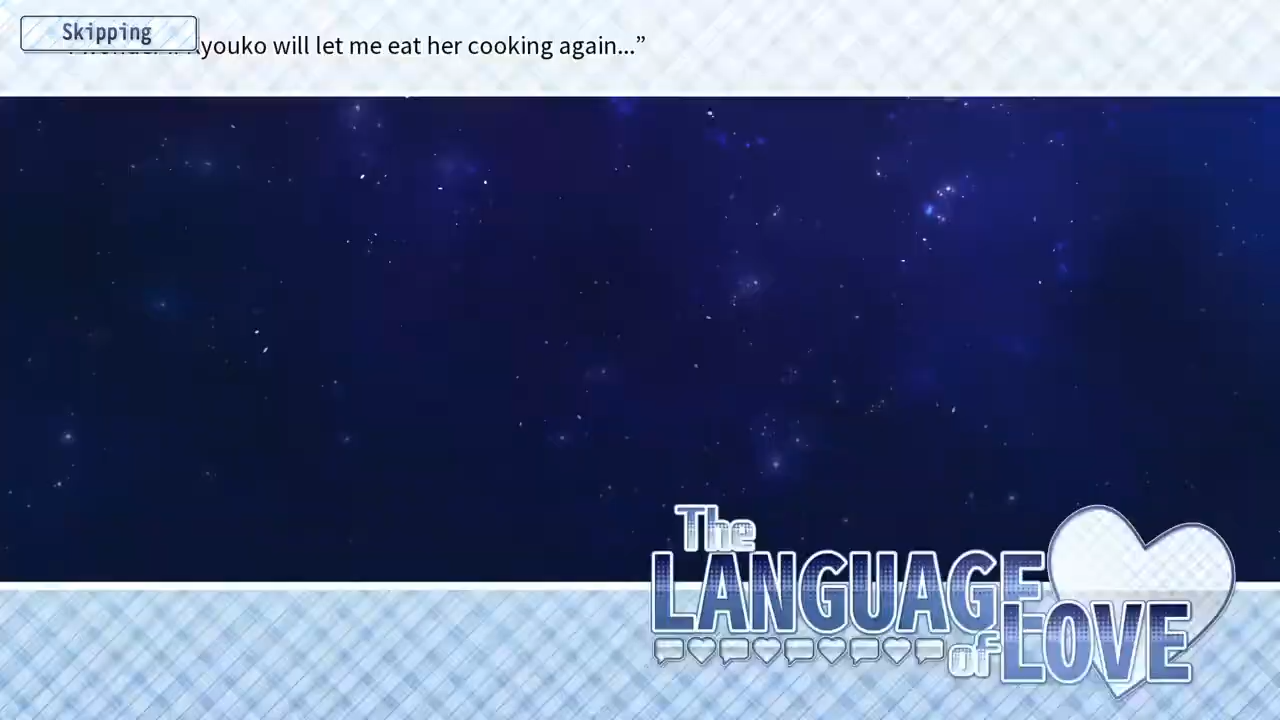 Skipping
youko will let me eat her cooking again...”
The
LANGUAGE
of LOVE